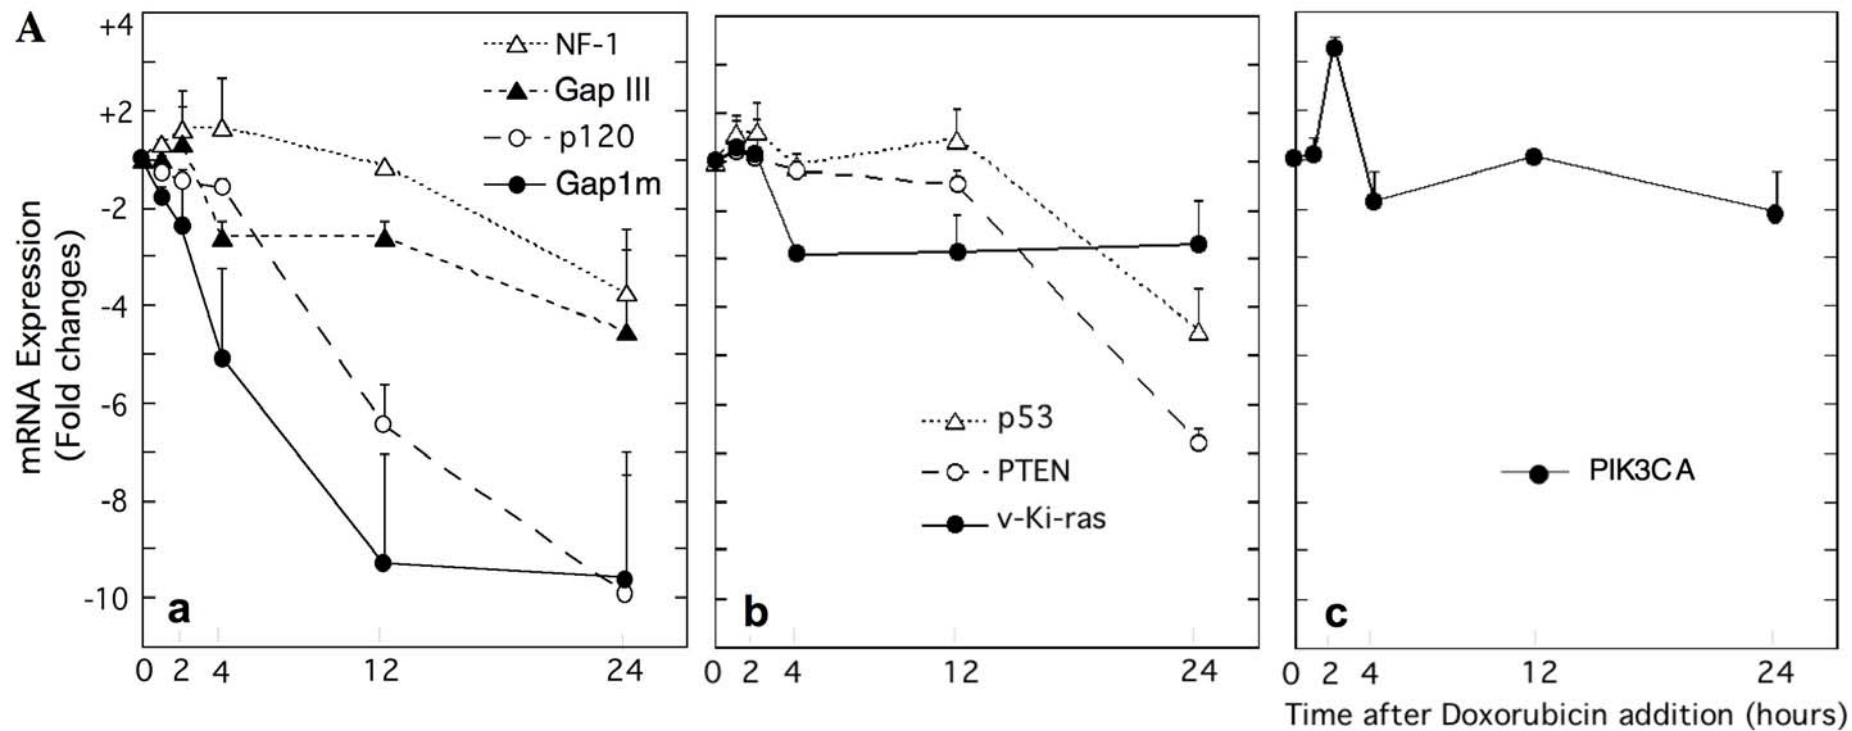 A
mRNA Expression
(Fold changes)
+4
+2
-2
-4
-6
-8
-10
NF-1
Gap III
p120
Gap1m
a
0 2 4 12 24
p53
PTEN
v-Ki-ras
b
0 2 4 12 24
PIK3CA
c
0 2 4 12 24
Time after Doxorubicin addition (hours)